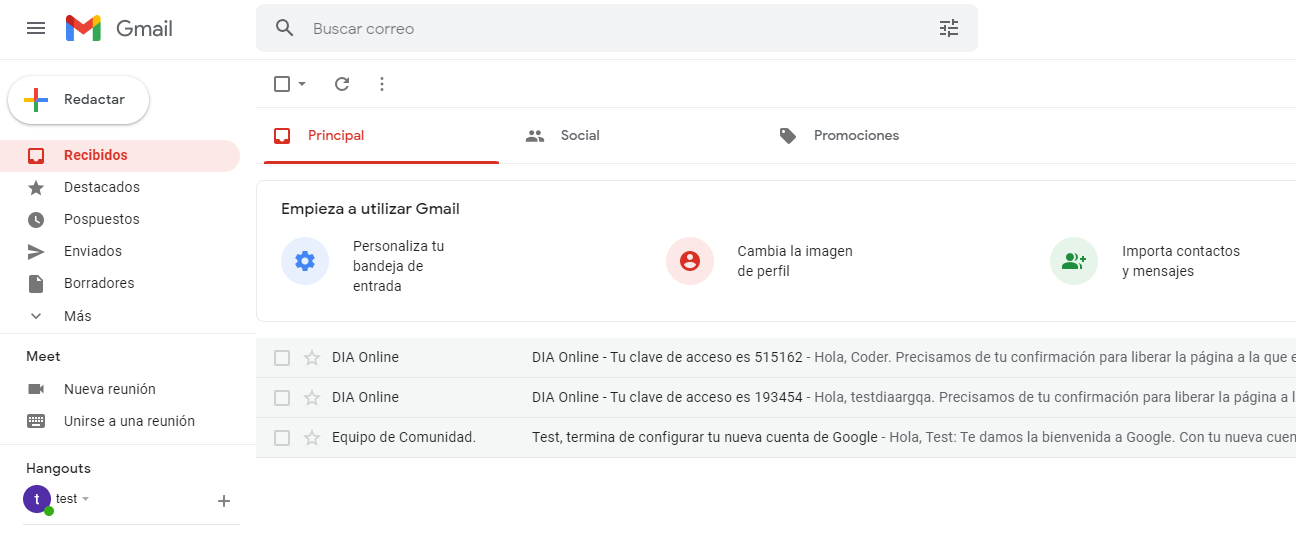 Gmail
Buscar correo
Redactar
Recibidos
Destacados
Pospuestos
Enviados
Borradores
Más
Meet
Nueva reunión
Unirse a una reunión
Hangouts
t
test
Principal
Social
Promociones
Empieza a utilizar Gmail
Personaliza tu
bandeja de
entrada
Cambia la imagen
de perfil
Importa contactos
y mensajes
DIA Online DIA Online - Tu clave de acceso es 515162 - Hola, Coder. Precisamos de tu confirmación para liberar la página a la que
DIA Online DIA Online - Tu clave de acceso es 193454 - Hola, testdiaargqa. Precisamos de tu confirmación para liberar la página a
Equipo de Comunidad. Test, termina de configurar tu nueva cuenta de Google - Hola, Test: Te damos la bienvenida a Google. Con tu nueva